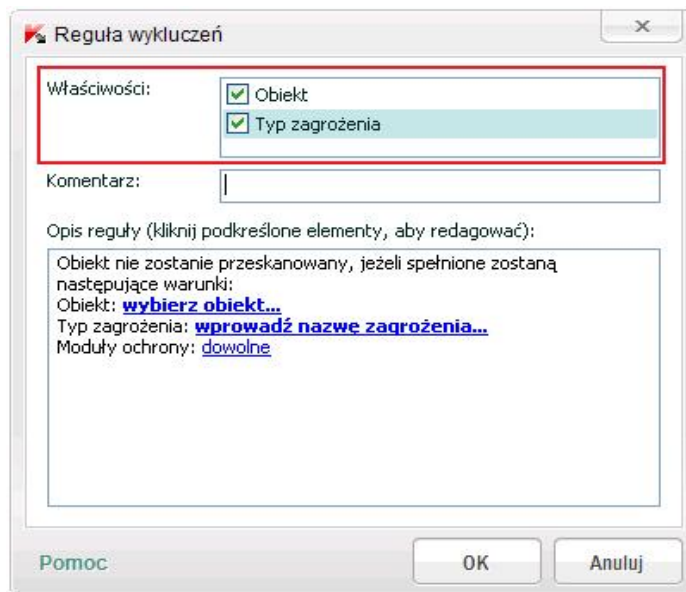 Reguła wykluczeń
Właściwości:
Obiekt
Typ zagrożenia
Komentarz:
Opis reguły (kliknij podkreślone elementy, aby redagować):
Obiekt nie zostanie przeskanowany, jeżeli spełnione zostaną
następujące warunki:
Obiekt: wybierz obiekt...
Typ zagrożenia: wprowadź nazwę zagrożenia...
Moduły ochrony: dowolne
Pomoc
OK
Anuluj